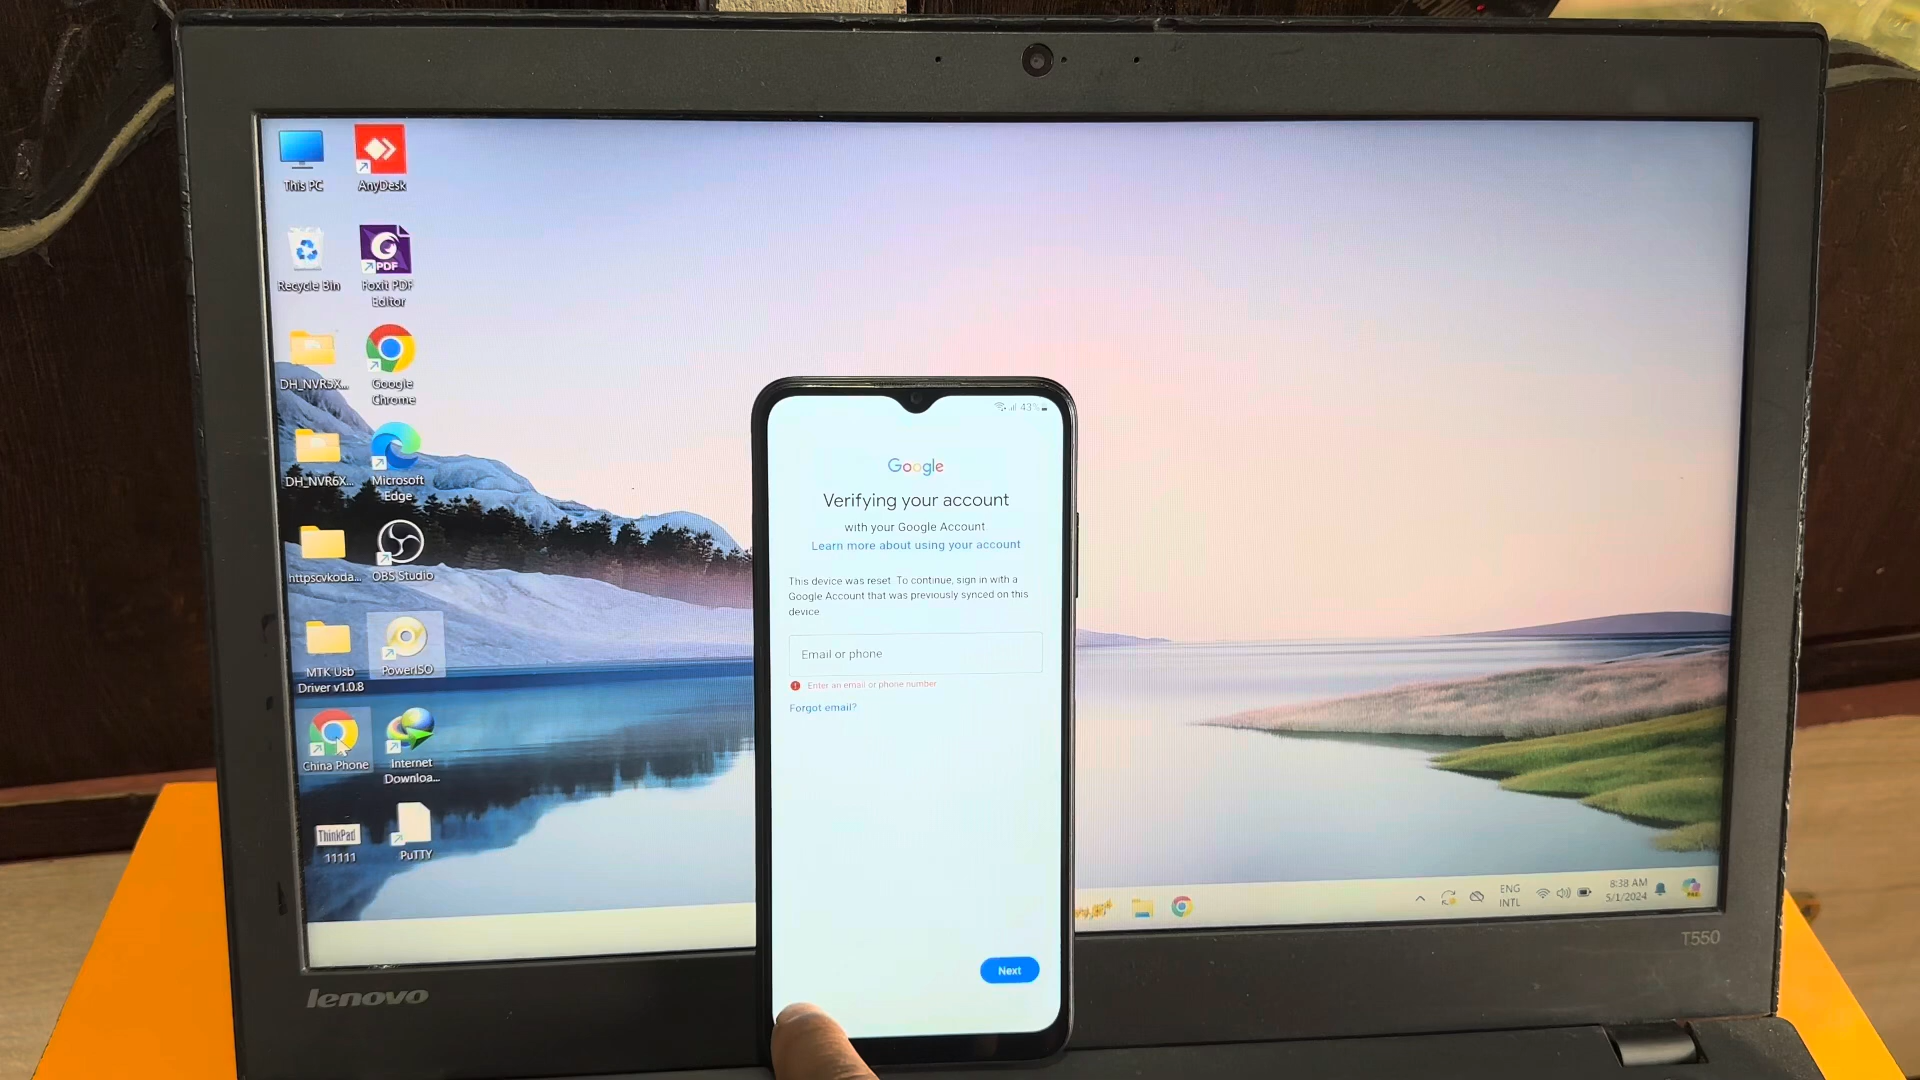 This PC
AnyDesk
Recycle Bin
PDF
Foxit PDF
Editor
DH_NVR5X...
Google
Chrome
DH_NVR6X...
Microsoft
Edge
httpscvkoda...
OBS Studio
MTK Usb
Driver v1.0.8
PowerISO
China Phone
Internet
Downloa...
ThinkPad
11111
PuTTY
43%
Google
Verifying your account
with your Google Account
Learn more about using your account
This device was reset. To continue, sign in with a
Google Account that was previously synced on this
device.
Email or phone
Enter an email or phone number
Forgot email?
Next
ENG
INTL
8:38 AM
5/1/2024
T550
lenovo